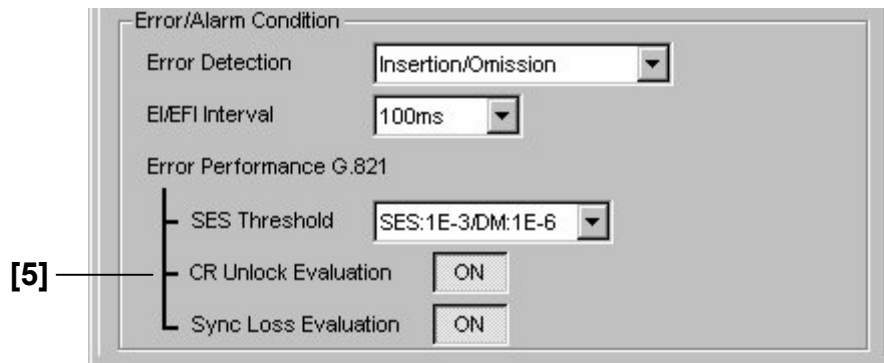 Error/Alarm Condition
Error Detection Insertion/Omission
EI/EFI Interval 100ms
Error Performance G.821
SES Threshold SES:1E-3/DM:1E-6
[5] CR Unlock Evaluation ON
Sync Loss Evaluation ON